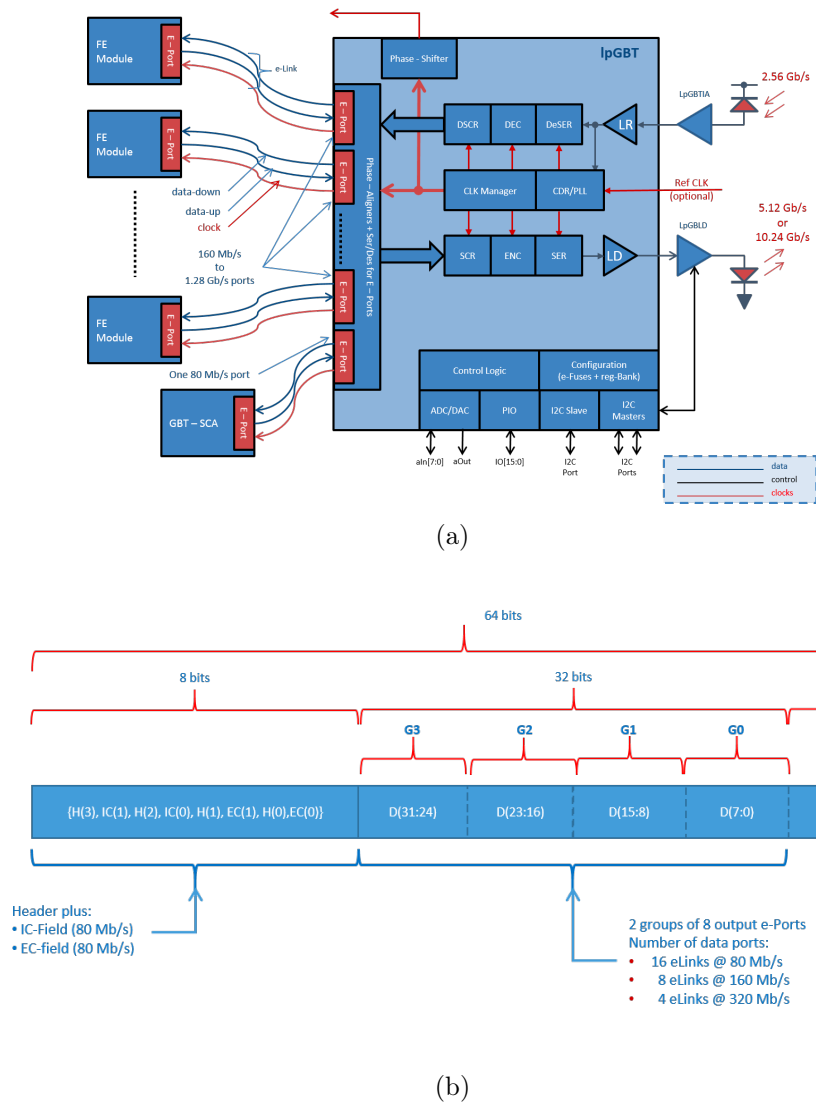 FE
Module
E – Port
e-Link
Phase - Shifter
lpGBT
LpGBTIA
2.56 Gb/s
E – Port
DSCR
DEC
DeSER
LR
FE
Module
E – Port
E – Port
Phase – Aligners + Ser/Des for E – Ports
data-down
data-up
clock
CLK Manager
CDR/PLL
Ref CLK
(optional)
160 Mb/s
to
1.28 Gb/s ports
SCR
ENC
SER
LD
LpGBLD
5.12 Gb/s
or
10.24 Gb/s
FE
Module
E – Port
E – Port
One 80 Mb/s port
E – Port
GBT – SCA
E – Port
Control Logic
Configuration
(e-Fuses + reg-Bank)
ADC/DAC
PIO
I2C Slave
I2C
Masters
aIn[7:0]
aOut
IO[15:0]
I2C
Port
I2C
Ports
data
control
clocks
(a)
64 bits
8 bits
32 bits
G3
G2
G1
G0
{H(3), IC(1), H(2), IC(0), H(1), EC(1), H(0),EC(0)}
D(31:24)
D(23:16)
D(15:8)
D(7:0)
Header plus:
• IC-Field (80 Mb/s)
• EC-field (80 Mb/s)
2 groups of 8 output e-Ports
Number of data ports:
• 16 eLinks @ 80 Mb/s
• 8 eLinks @ 160 Mb/s
• 4 eLinks @ 320 Mb/s
(b)